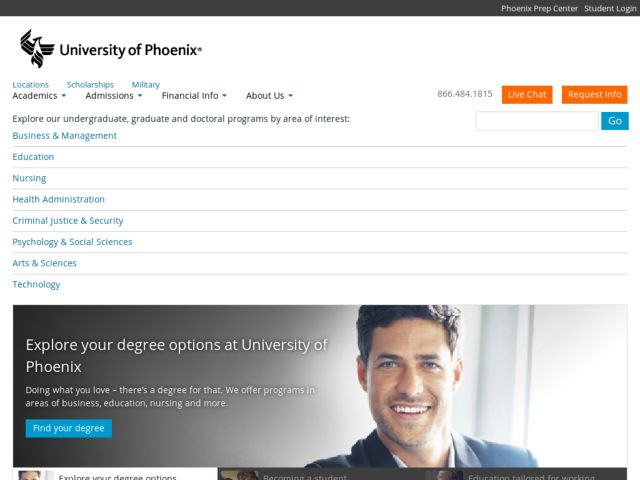 Phoenix Prep Center Student Login
University of Phoenix®
Locations Scholarships Military
Academics Admissions Financial Info About Us
866.484.1815 Live Chat Request Info
Explore our undergraduate, graduate and doctoral programs by area of interest:
Go
Business & Management
Education
Nursing
Health Administration
Criminal Justice & Security
Psychology & Social Sciences
Arts & Sciences
Technology
Explore your degree options at University of
Phoenix
Doing what you love – there's a degree for that. We offer programs in
areas of business, education, nursing and more.
Find your degree
Explore your degree options Becoming a student Education tailored for working